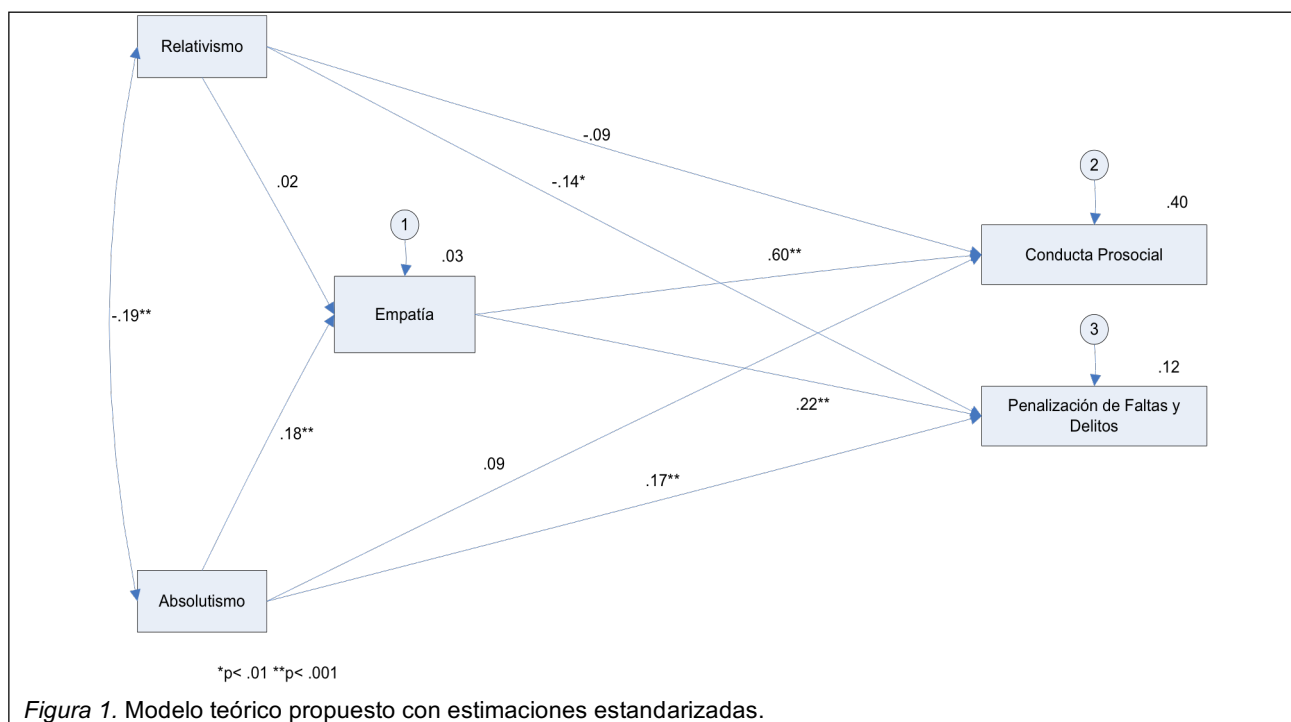 Relativismo
-.09
2
-.14*
.02
.40
1
Conducta Prosocial
.60**
.03
Empatía
-.19**
3
.12
Penalización de Faltas y
Delitos
.22**
.18**
.09
.17**
Absolutismo
*p< .01 **p< .001
Figura 1. Modelo teórico propuesto con estimaciones estandarizadas.